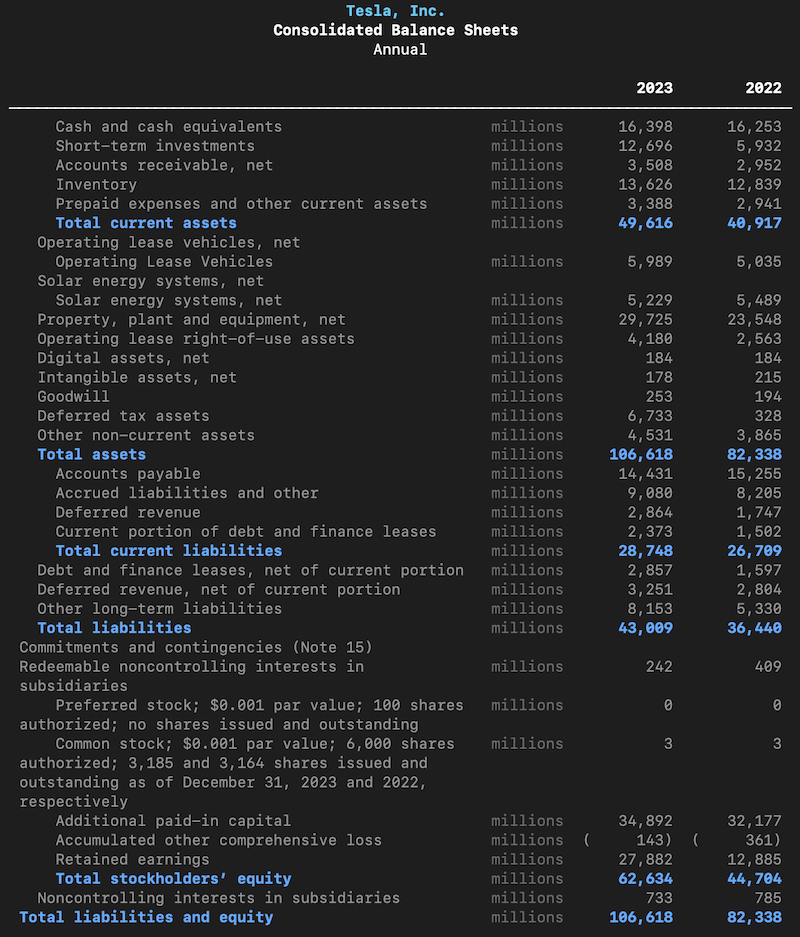 Tesla, Inc.
Consolidated Balance Sheets
Annual
2023 2022
Cash and cash equivalents millions 16,398 16,253
Short-term investments millions 12,696 5,932
Accounts receivable, net millions 3,508 2,952
Inventory millions 13,626 12,839
Prepaid expenses and other current assets millions 3,388 2,941
Total current assets millions 49,616 40,917
Operating lease vehicles, net
Operating Lease Vehicles millions 5,989 5,035
Solar energy systems, net
Solar energy systems, net millions 5,229 5,489
Property, plant and equipment, net millions 29,725 23,548
Operating lease right-of-use assets millions 4,180 2,563
Digital assets, net millions 184 184
Intangible assets, net millions 178 215
Goodwill millions 253 194
Deferred tax assets millions 6,733 328
Other non-current assets millions 4,531 3,865
Total assets millions 106,618 82,338
Accounts payable millions 14,431 15,255
Accrued liabilities and other millions 9,080 8,205
Deferred revenue millions 2,864 1,747
Current portion of debt and finance leases millions 2,373 1,502
Total current liabilities millions 28,748 26,709
Debt and finance leases, net of current portion millions 2,857 1,597
Deferred revenue, net of current portion millions 3,251 2,804
Other long-term liabilities millions 8,153 5,330
Total liabilities millions 43,009 36,440
Commitments and contingencies (Note 15)
Redeemable noncontrolling interests in millions 242 409
subsidiaries
Preferred stock; $0.001 par value; 100 shares millions 0 0
authorized; no shares issued and outstanding
Common stock; $0.001 par value; 6,000 shares millions 3 3
authorized; 3,185 and 3,164 shares issued and
outstanding as of December 31, 2023 and 2022,
respectively
Additional paid-in capital millions 34,892 32,177
Accumulated other comprehensive loss millions ( 143) ( 361)
Retained earnings millions 27,882 12,885
Total stockholders' equity millions 62,634 44,704
Noncontrolling interests in subsidiaries millions 733 785
Total liabilities and equity millions 106,618 82,338